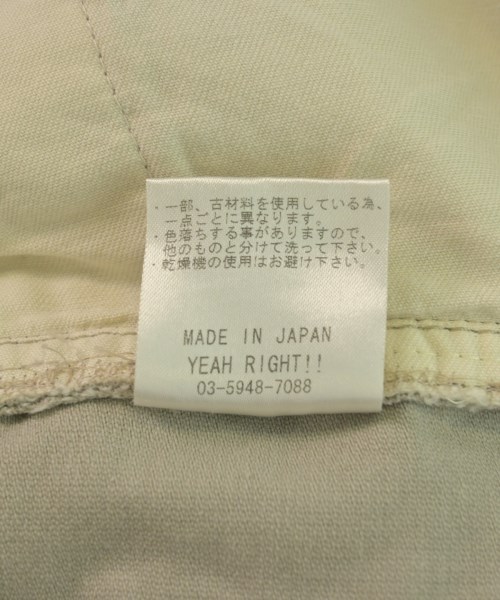 ・一部、古材料を使用している為、
一点ごとに異なります。
・色落ちする事がありますので、
他のものと分けて洗って下さい。
・乾燥機の使用はお避け下さい。
MADE IN JAPAN
YEAH RIGHT!!
03-5948-7088